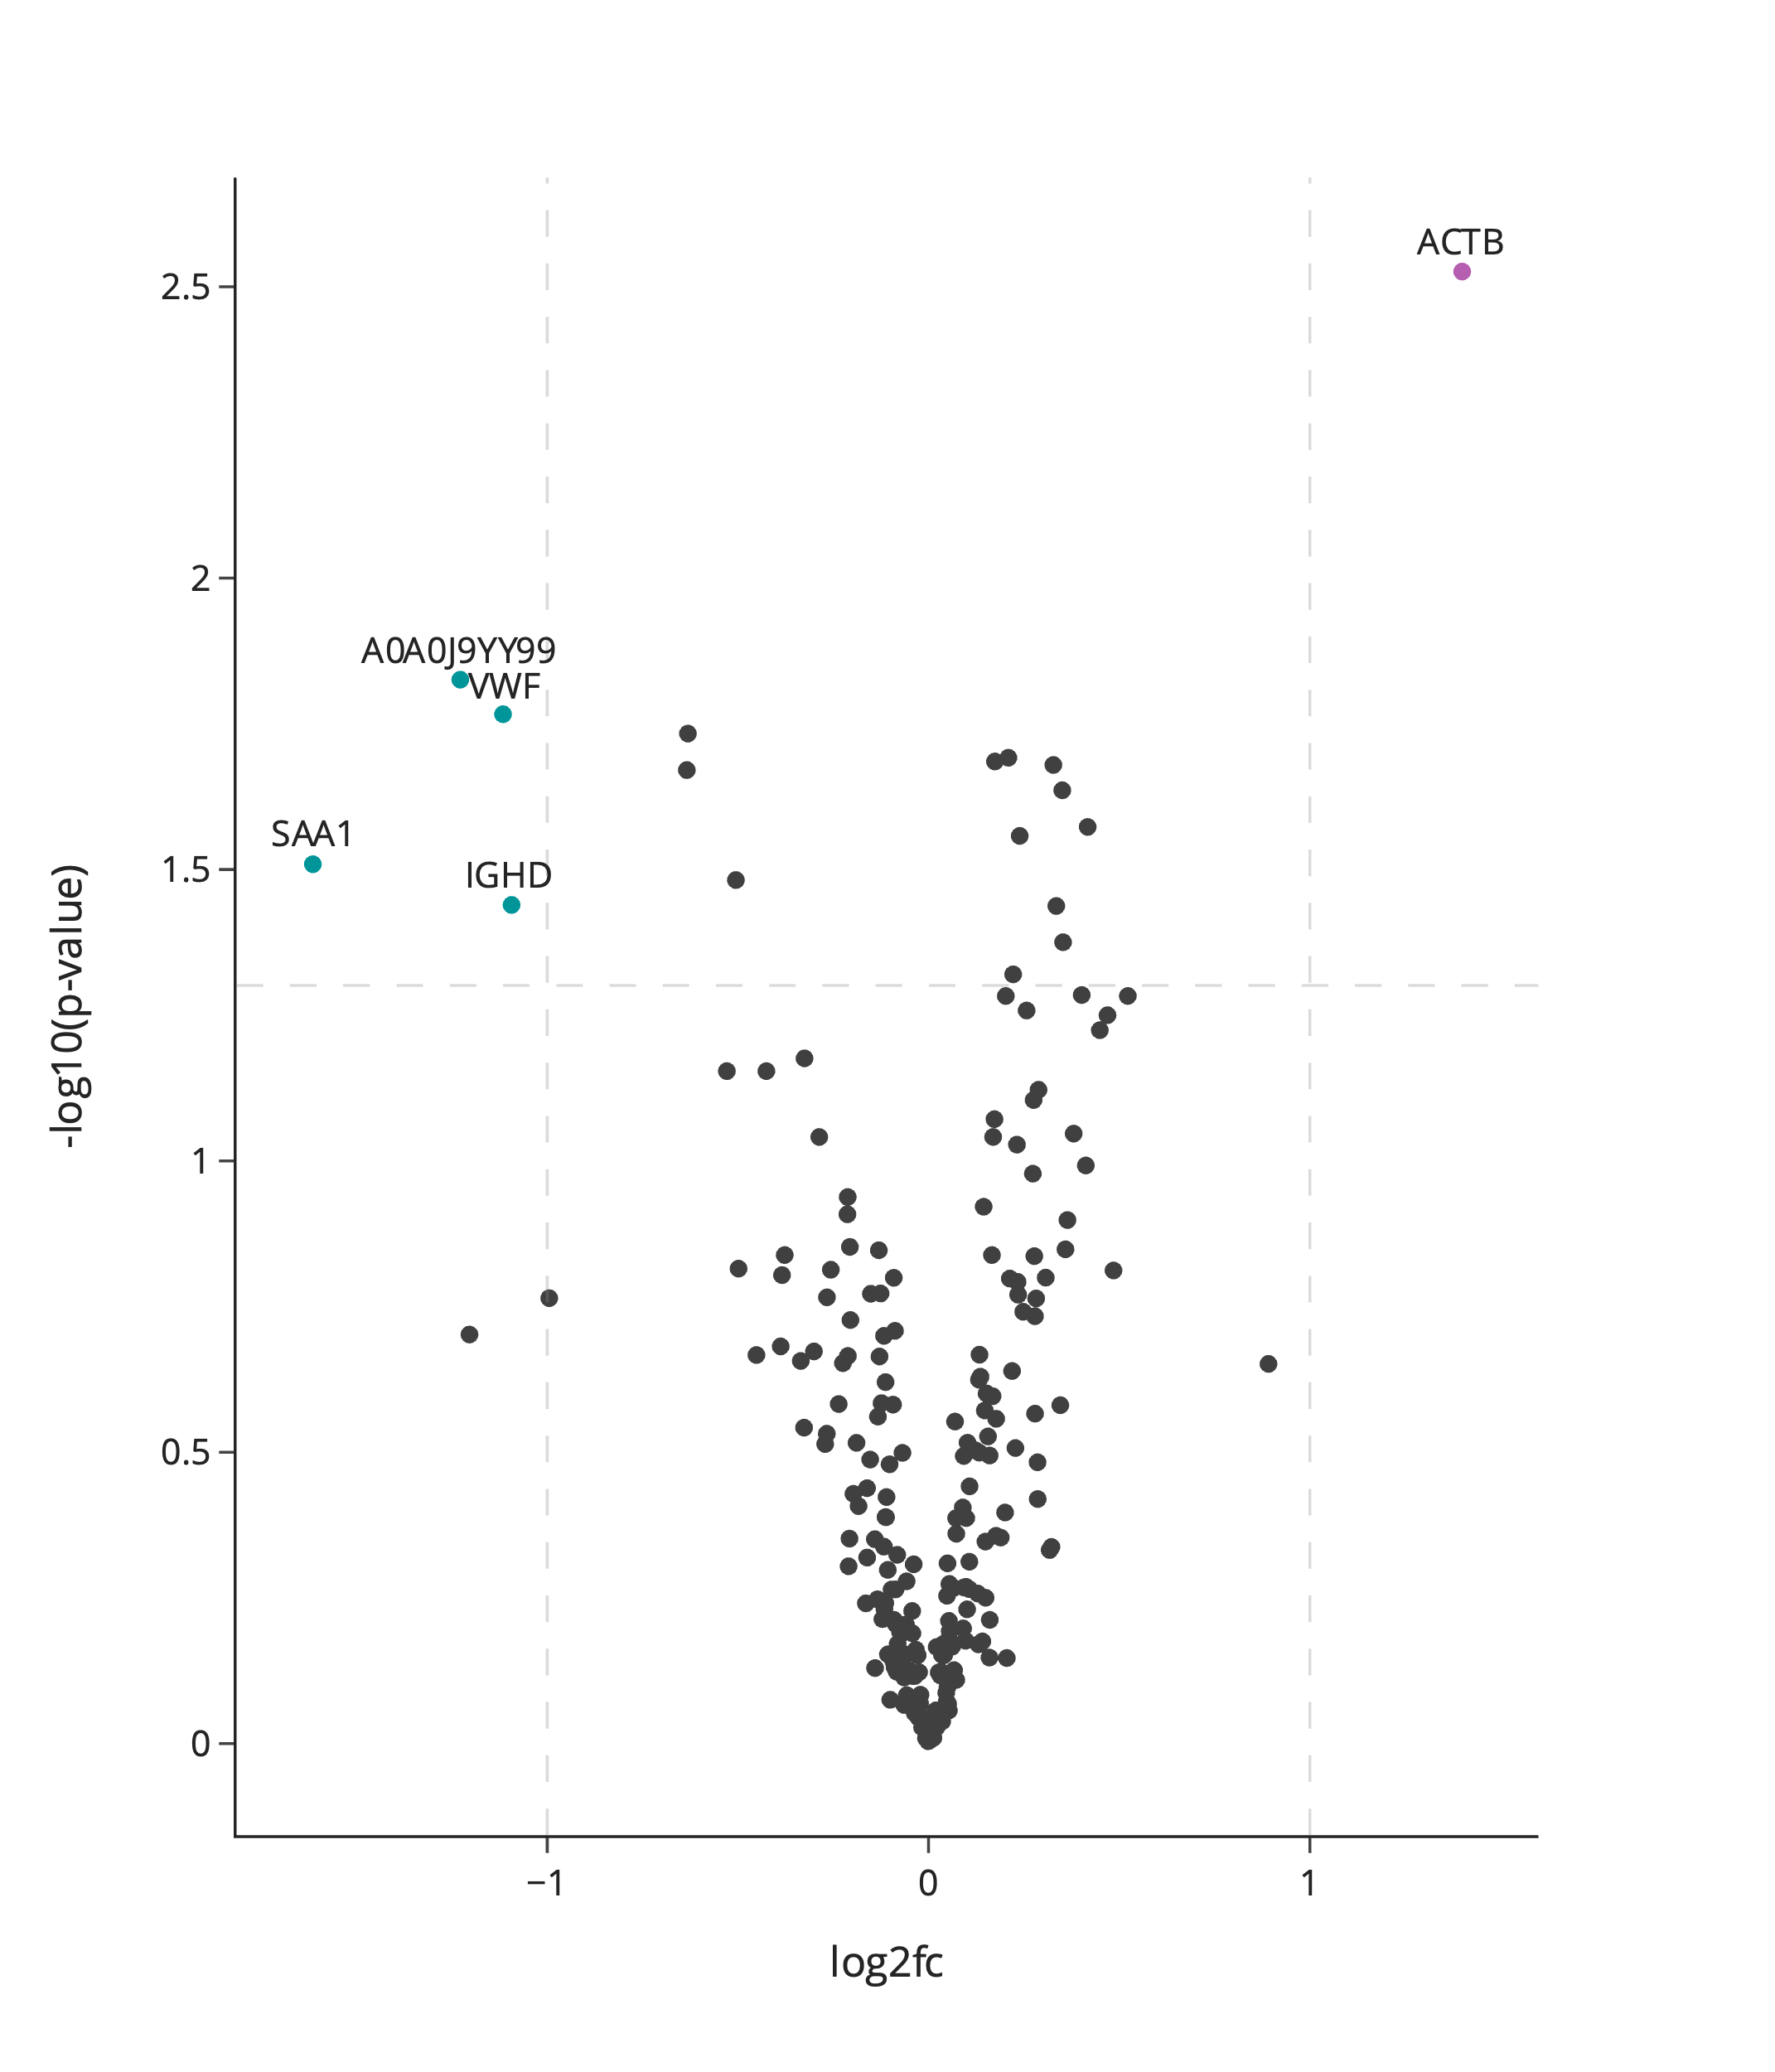 ACTB
2.5
2
A0A0J9YY99
VWF
SAA1
1.5
IGHD
-log10(p-value)
1
0.5
0
−1
0
1
log2fc